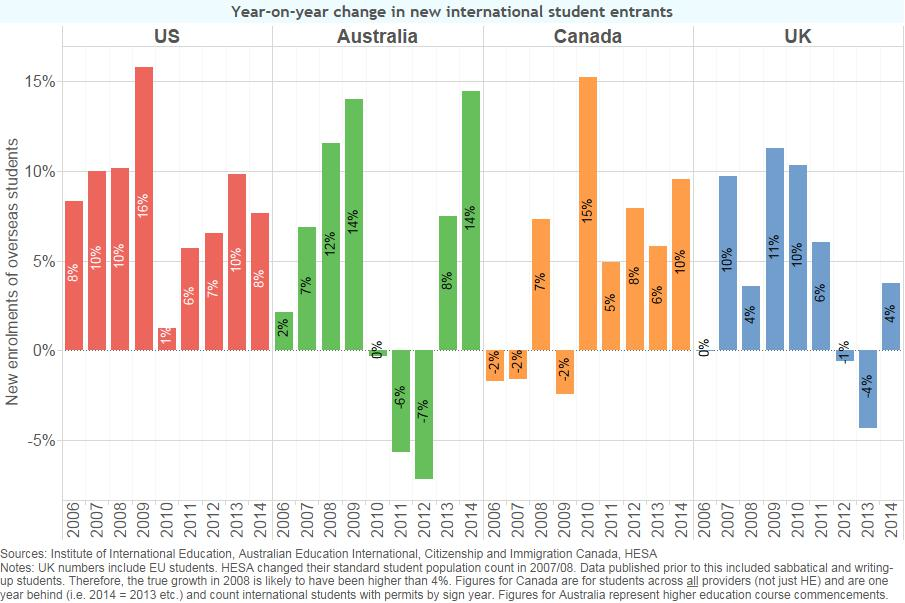 Year-on-year change in new international student entrants
US Australia Canada UK
New enrolments of overseas students
15%
10%
5%
0%
-5%
8% 10% 10% 16% 1% 6% 7% 10% 8%
2% 7% 12% 14% 0% -6% -7% 8% 14%
-2% -2% 7% -2% 15% 5% 8% 6% 10%
0% 10% 4% 11% 10% 6% -1% -4% 4%
2006 2007 2008 2009 2010 2011 2012 2013 2014 2006 2007 2008 2009 2010 2011 2012 2013 2014 2006 2007 2008 2009 2010 2011 2012 2013 2014 2006 2007 2008 2009 2010 2011 2012 2013 2014
Sources: Institute of International Education, Australian Education International, Citizenship and Immigration Canada, HESA
Notes: UK numbers include EU students. HESA changed their standard student population count in 2007/08. Data published prior to this included sabbatical and writing-
up students. Therefore, the true growth in 2008 is likely to have been higher than 4%. Figures for Canada are for students across all providers (not just HE) and are one
year behind (i.e. 2014 = 2013 etc.) and count international students with permits by sign year. Figures for Australia represent higher education course commencements.